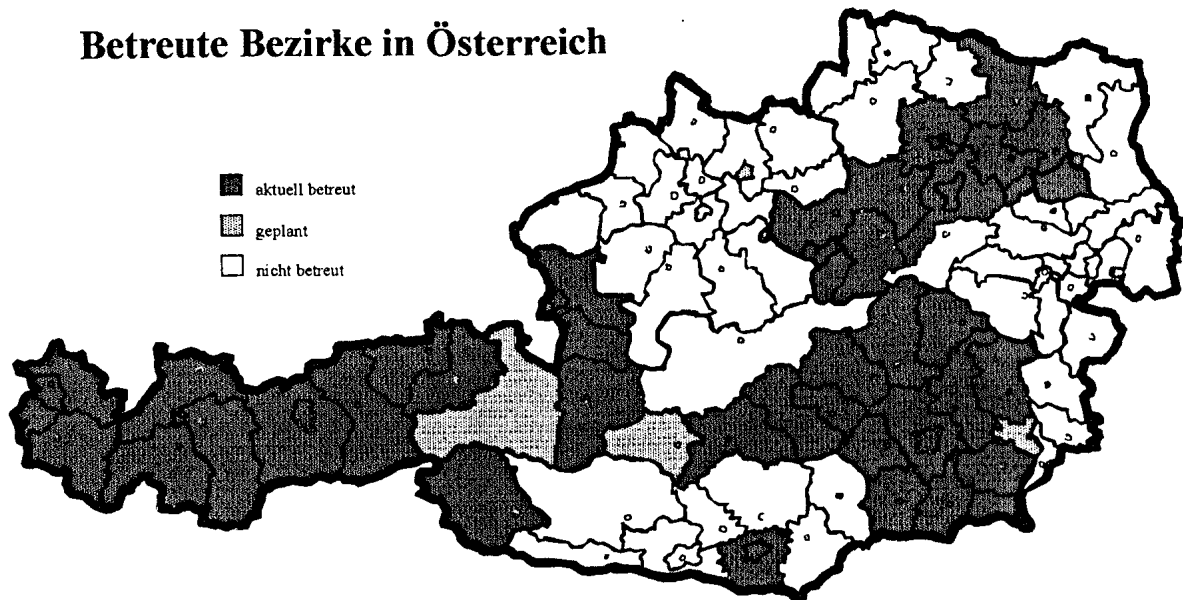 Betreute Bezirke in Österreich
aktuell betreut
geplant
nicht betreut